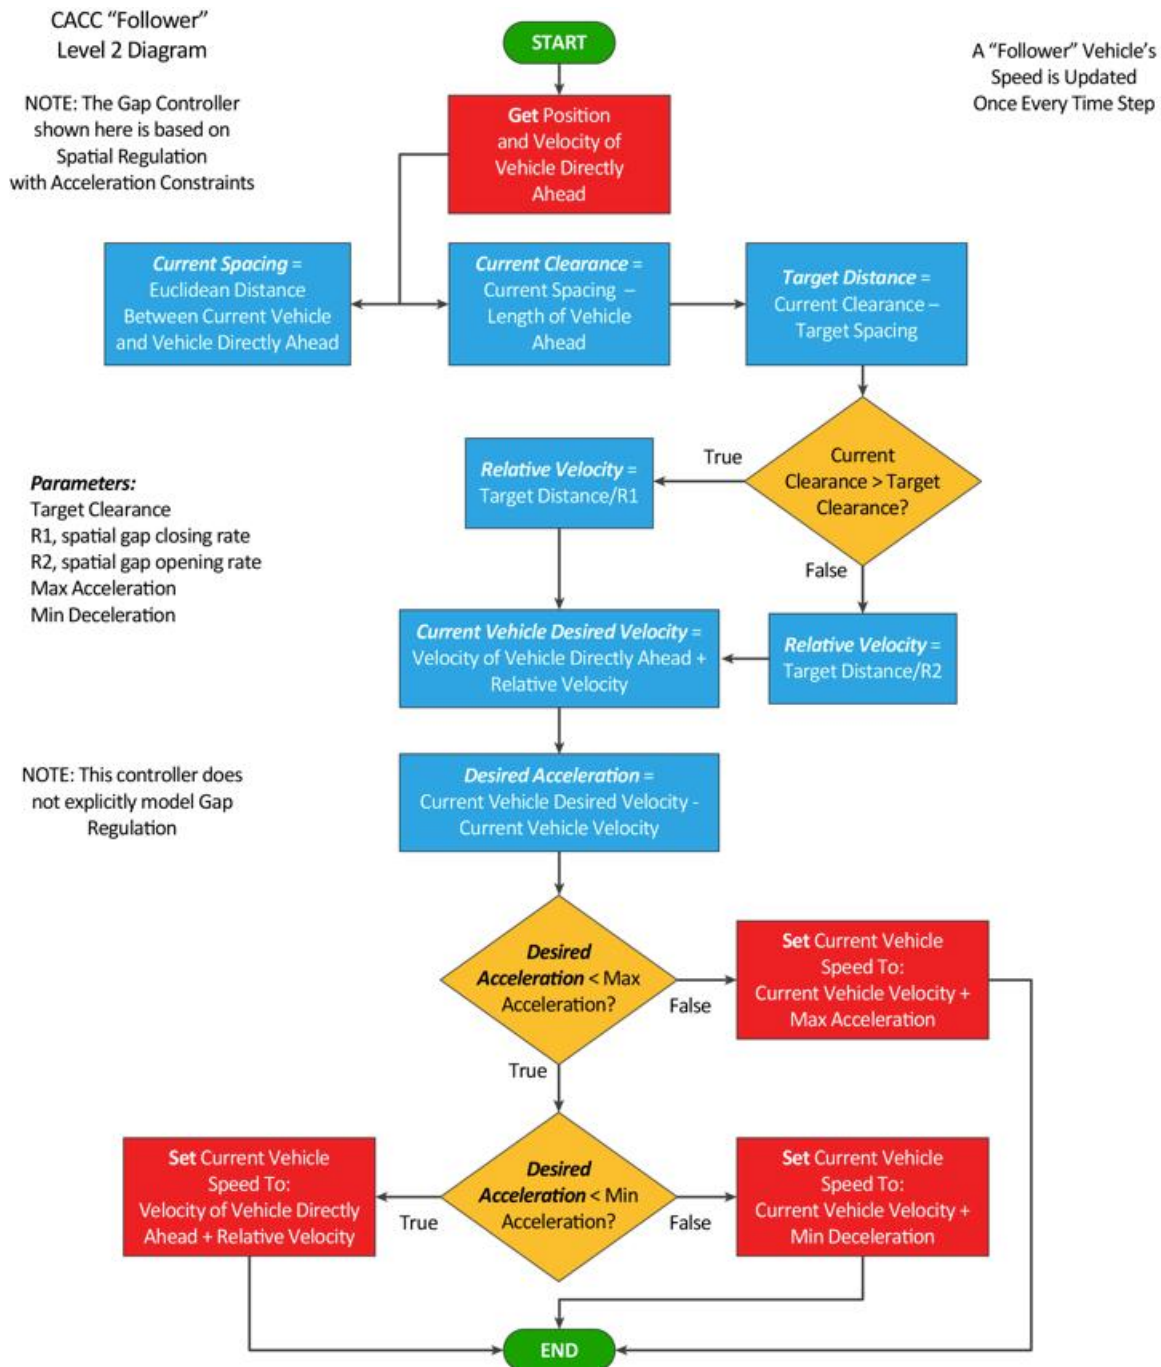 CACC “Follower”
Level 2 Diagram
START
A “Follower” Vehicle’s
Speed is Updated
Once Every Time Step
NOTE: The Gap Controller
shown here is based on
Spatial Regulation
with Acceleration Constraints
Get Position
and Velocity of
Vehicle Directly
Ahead
Current Spacing =
Euclidean Distance
Between Current Vehicle
and Vehicle Directly Ahead
Current Clearance =
Current Spacing –
Length of Vehicle
Ahead
Target Distance =
Current Clearance –
Target Spacing
Current
Clearance > Target
Clearance?
True
False
Relative Velocity =
Target Distance/R1
Parameters:
Target Clearance
R1, spatial gap closing rate
R2, spatial gap opening rate
Max Acceleration
Min Deceleration
Relative Velocity =
Target Distance/R2
Current Vehicle Desired Velocity =
Velocity of Vehicle Directly Ahead +
Relative Velocity
NOTE: This controller does
not explicitly model Gap
Regulation
Desired Acceleration =
Current Vehicle Desired Velocity -
Current Vehicle Velocity
Desired
Acceleration < Max
Acceleration?
False
True
Set Current Vehicle
Speed To:
Current Vehicle Velocity +
Max Acceleration
Desired
Acceleration < Min
Acceleration?
True
False
Set Current Vehicle
Speed To:
Velocity of Vehicle Directly
Ahead + Relative Velocity
Set Current Vehicle
Speed To:
Current Vehicle Velocity +
Min Deceleration
END